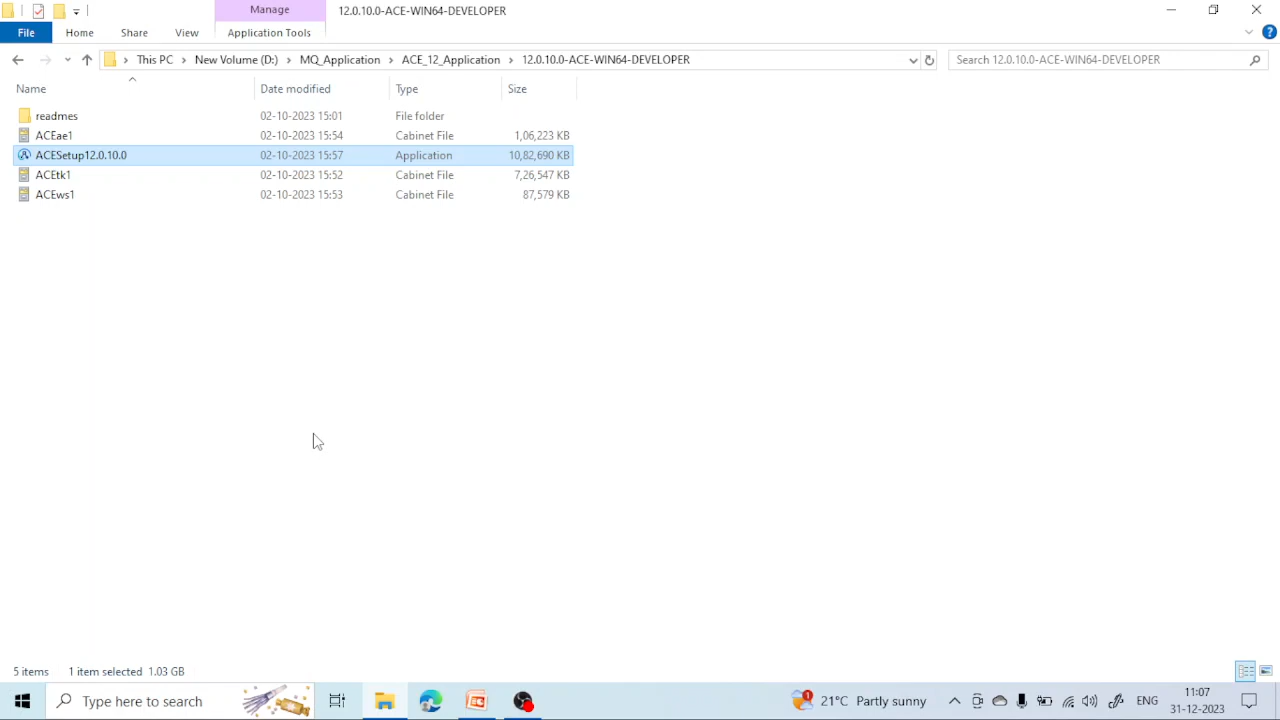 Manage
12.0.10.0-ACE-WIN64-DEVELOPER
File Home Share View Application Tools
This PC New Volume (D:) MQ_Application ACE_12_Application 12.0.10.0-ACE-WIN64-DEVELOPER
Search 12.0.10.0-ACE-WIN64-DEVELOPER
Name Date modified Type Size
readmes 02-10-2023 15:01 File folder
ACEae1 02-10-2023 15:54 Cabinet File 1,06,223 KB
ACESetup12.0.10.0 02-10-2023 15:57 Application 10,82,690 KB
ACEtk1 02-10-2023 15:52 Cabinet File 7,26,547 KB
ACEws1 02-10-2023 15:53 Cabinet File 87,579 KB
5 items 1 item selected 1.03 GB
Type here to search
1
21°C Partly sunny
ENG
11:07
31-12-2023